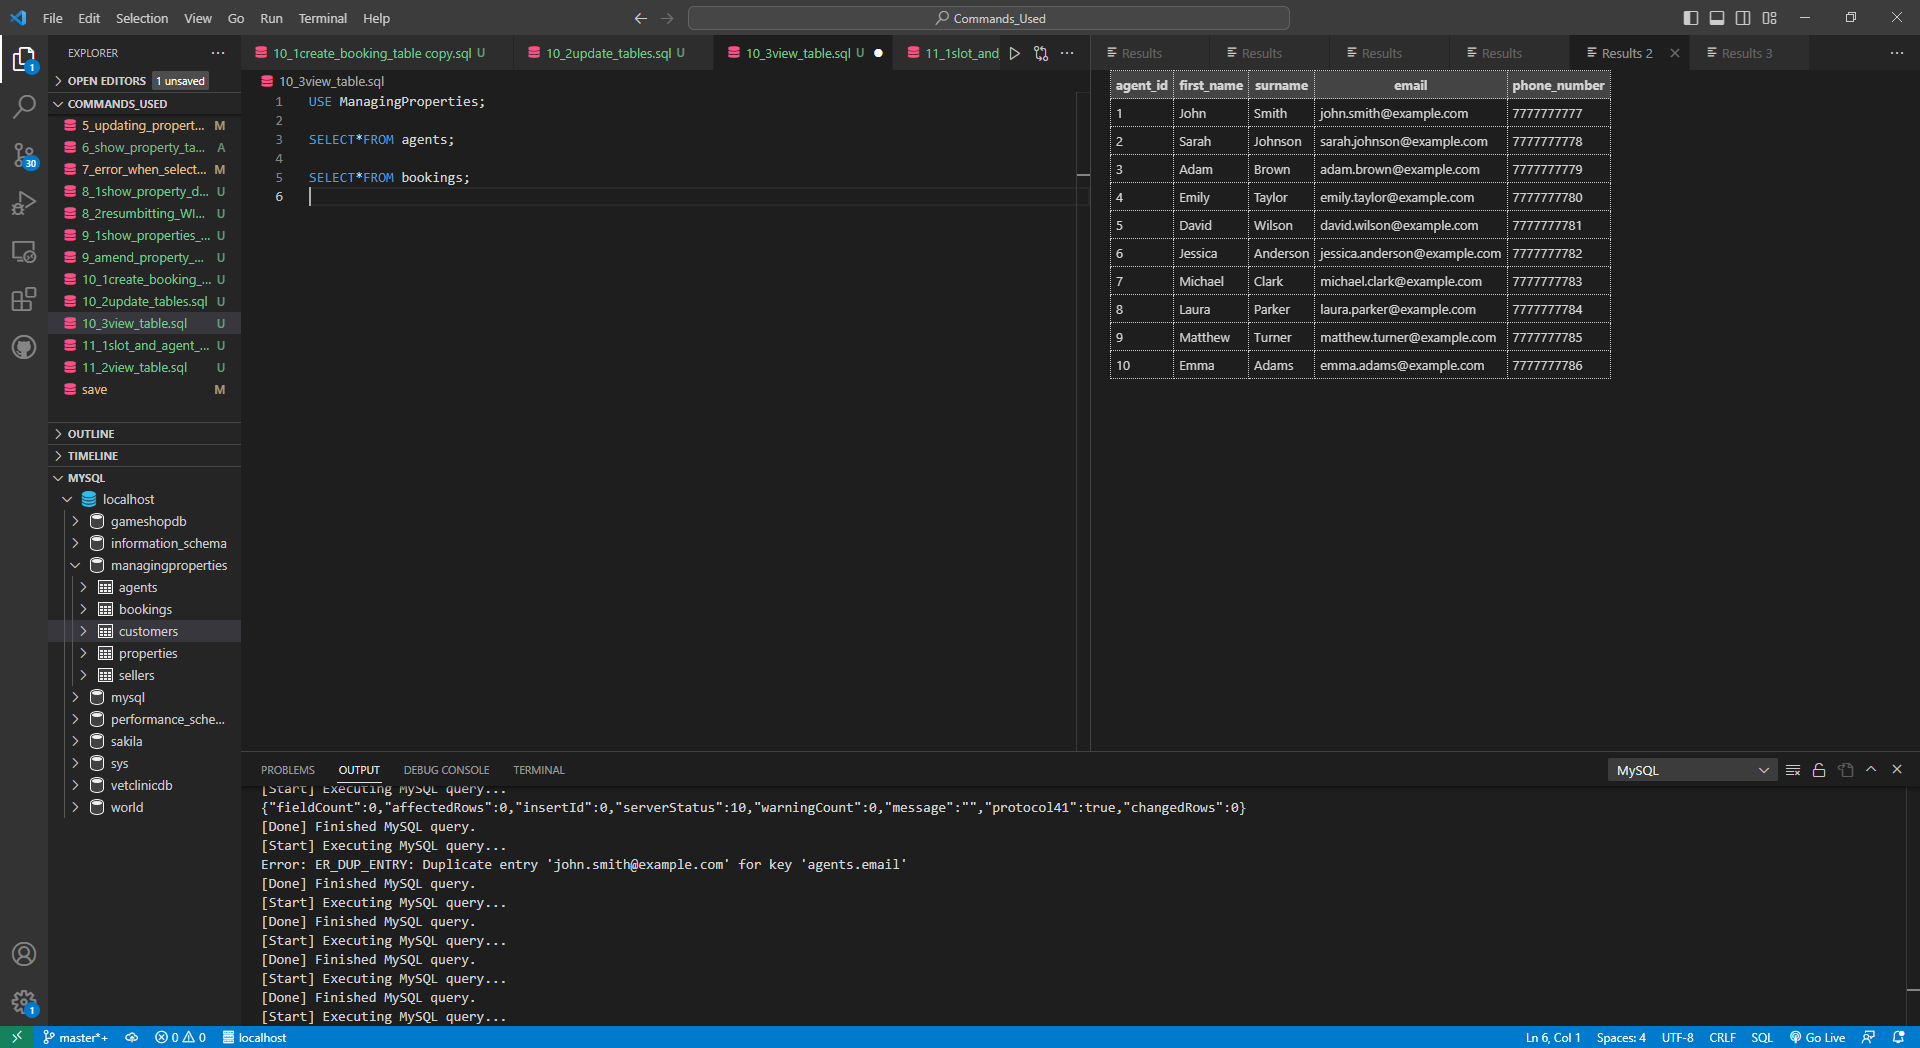 File Edit Selection View Go Run Terminal Help
Commands_Used
EXPLORER
OPEN EDITORS 1 unsaved
COMMANDS_USED
5_updating_propert... M
6_show_property_ta... A
7_error_when_select... M
8_1show_property_d... U
8_2resumbitting_WI... U
9_1show_properties_... U
9_amend_property_... U
10_1create_booking_... U
10_2update_tables.sql U
10_3view_table.sql U
11_1slot_and_agent_... U
11_2view_table.sql U
save M
OUTLINE
TIMELINE
MYSQL
localhost
gameshopdb
information_schema
managingproperties
agents
bookings
customers
properties
sellers
mysql
performance_sche...
sakila
sys
vetclinicdb
world
1
30
1
10_1create_booking_table copy.sql U
10_2update_tables.sql U
10_3view_table.sql U
11_1slot_and
10_3view_table.sql
1 USE ManagingProperties;
2
3 SELECT*FROM agents;
4
5 SELECT*FROM bookings;
6
Results
Results
Results
Results
Results 2
Results 3
agent_id first_name surname email phone_number
1 John Smith john.smith@example.com 7777777777
2 Sarah Johnson sarah.johnson@example.com 7777777778
3 Adam Brown adam.brown@example.com 7777777779
4 Emily Taylor emily.taylor@example.com 7777777780
5 David Wilson david.wilson@example.com 7777777781
6 Jessica Anderson jessica.anderson@example.com 7777777782
7 Michael Clark michael.clark@example.com 7777777783
8 Laura Parker laura.parker@example.com 7777777784
9 Matthew Turner matthew.turner@example.com 7777777785
10 Emma Adams emma.adams@example.com 7777777786
PROBLEMS OUTPUT DEBUG CONSOLE TERMINAL
MySQL
[Start] Executing MySQL query...
{"fieldCount":0,"affectedRows":0,"insertId":0,"serverStatus":10,"warningCount":0,"message":"","protocol41":true,"changedRows":0}
[Done] Finished MySQL query.
[Start] Executing MySQL query...
Error: ER_DUP_ENTRY: Duplicate entry 'john.smith@example.com' for key 'agents.email'
[Done] Finished MySQL query.
[Start] Executing MySQL query...
[Done] Finished MySQL query.
[Start] Executing MySQL query...
[Done] Finished MySQL query.
[Start] Executing MySQL query...
[Done] Finished MySQL query.
[Start] Executing MySQL query...
master*+ 0 0 localhost
Ln 6, Col 1 Spaces: 4 UTF-8 CRLF SQL Go Live